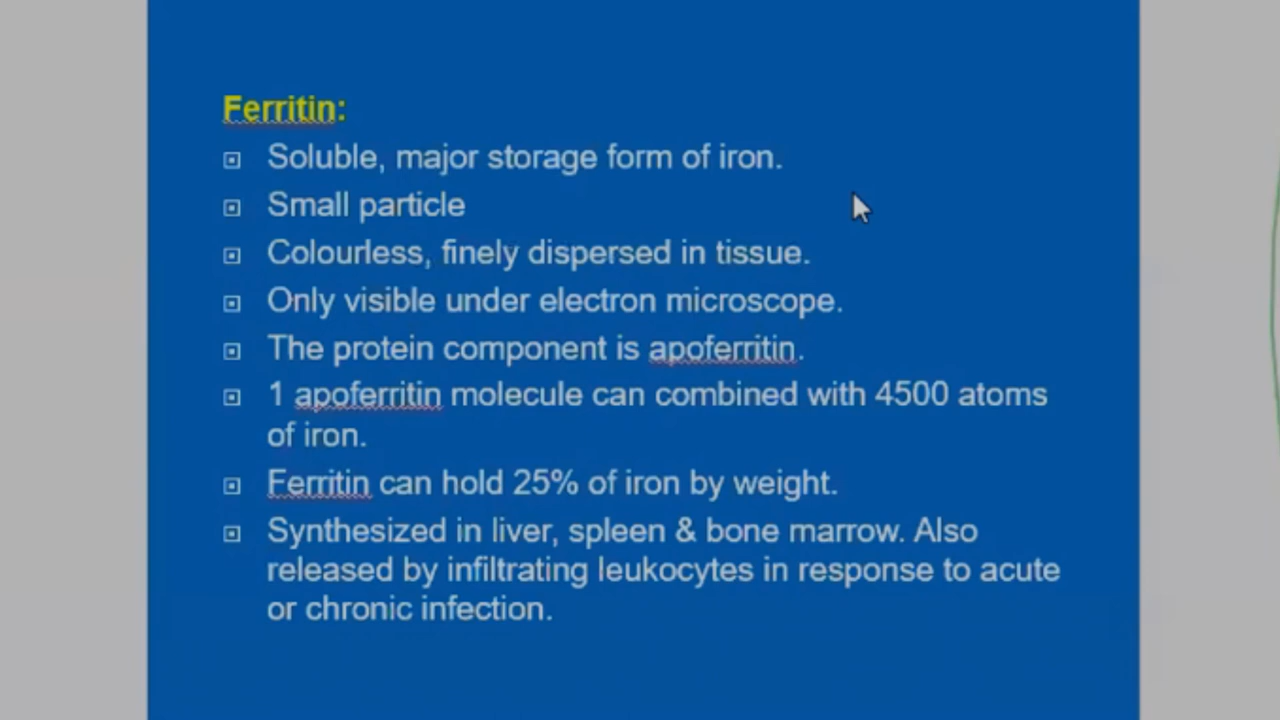 Ferritin:
Soluble, major storage form of iron.
Small particle
Colourless, finely dispersed in tissue.
Only visible under electron microscope.
The protein component is apoferritin.
1 apoferritin molecule can combined with 4500 atoms
of iron.
Ferritin can hold 25% of iron by weight.
Synthesized in liver, spleen & bone marrow. Also
released by infiltrating leukocytes in response to acute
or chronic infection.